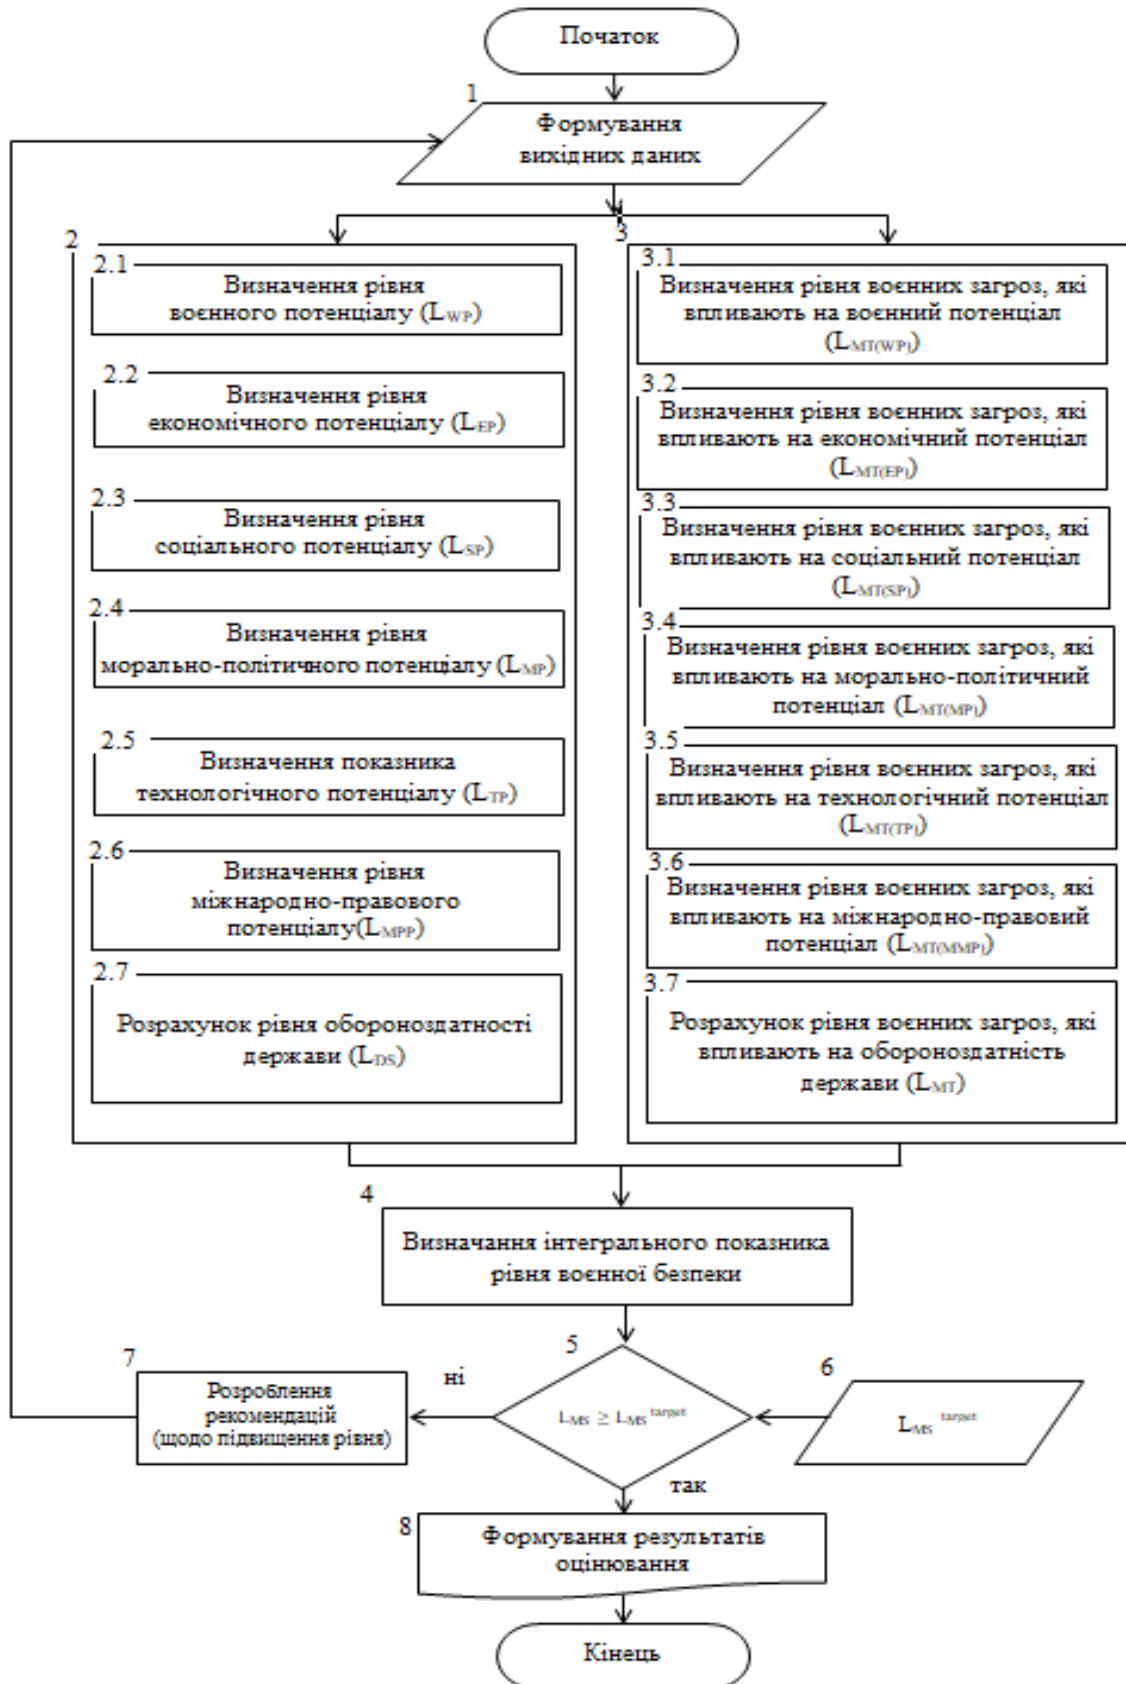 Початок
1
Формування
вихідних даних
2
2.1
Визначення рівня
воєнного потенціалу (LWP)
2.2
Визначення рівня
економічного потенціалу (LEP)
2.3
Визначення рівня
соціального потенціалу (LSP)
2.4
Визначення рівня
морально-політичного потенціалу (LMP)
2.5
Визначення показника
технологічного потенціалу (LTP)
2.6
Визначення рівня
міжнародно-правового
потенціалу(LMPP)
2.7
Розрахунок рівня обороноздатності
держави (LDS)
3
3.1
Визначення рівня воєнних загроз, які
впливають на воєнний потенціал
(LMT(WP))
3.2
Визначення рівня воєнних загроз, які
впливають на економічний потенціал
(LMT(EP))
3.3
Визначення рівня воєнних загроз, які
впливають на соціальний потенціал
(LMT(SP))
3.4
Визначення рівня воєнних загроз, які
впливають на морально-політичний
потенціал (LMT(MP))
3.5
Визначення рівня воєнних загроз, які
впливають на технологічний потенціал
(LMT(TP))
3.6
Визначення рівня воєнних загроз, які
впливають на міжнародно-правовий
потенціал (LMT(MMP))
3.7
Розрахунок рівня воєнних загроз, які
впливають на обороноздатність
держави (LMT)
4
Визначання інтегрального показника
рівня воєнної безпеки
5
LMS ≥ LMS target
6
LMS target
ні
7
Розроблення
рекомендацій
(щодо підвищення рівня)
так
8
Формування результатів
оцінювання
Кінець